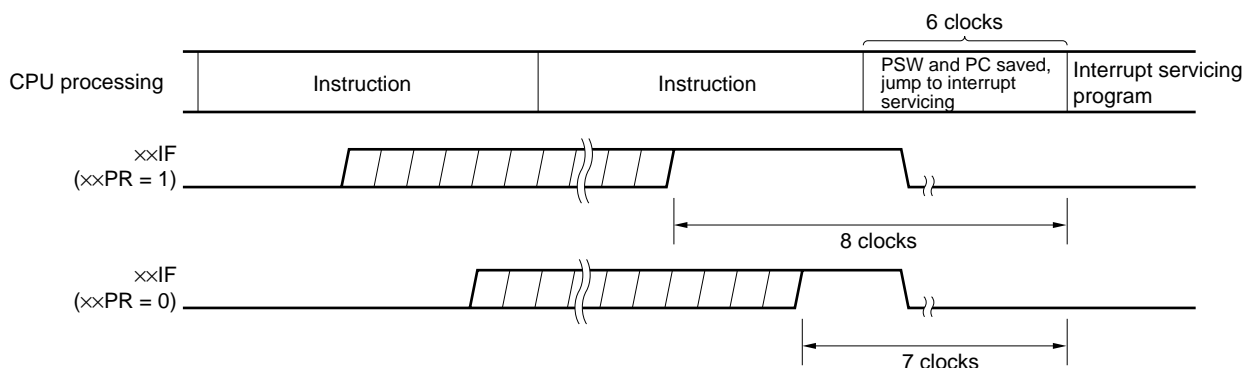 6 clocks
CPU processing
Instruction
Instruction
PSW and PC saved,
jump to interrupt
servicing
Interrupt servicing
program
××IF
(××PR = 1)
8 clocks
××IF
(××PR = 0)
7 clocks